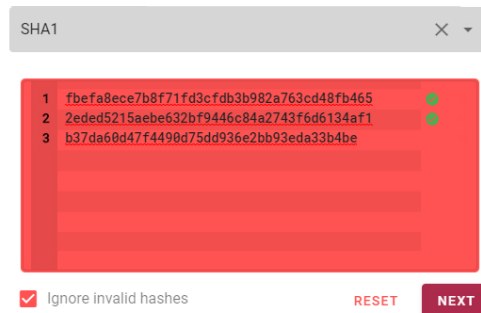 SHA1
1 fbefa8ece7b8f71fd3cfdb3b982a763cd48fb465
2 2eded5215aebe632bf9446c84a2743f6d6134af1
3 b37da60d47f4490d75dd936e2bb93eda33b4be
Ignore invalid hashes
RESET NEXT